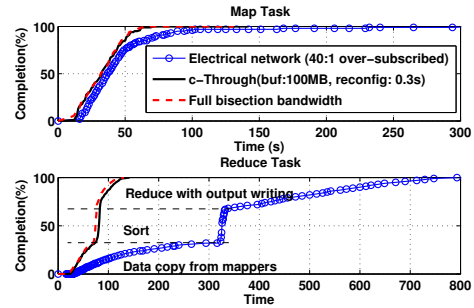 Map Task
Completion(%)
100
50
0
Electrical network (40:1 over-subscribed)
c-Through(buf:100MB, reconfig: 0.3s)
Full bisection bandwidth
0 50 100 150 200 250 300
Time (s)
Reduce Task
Completion(%)
100
50
0
Reduce with output writing
Sort
Data copy from mappers
0 100 200 300 400 500 600 700 800
Time